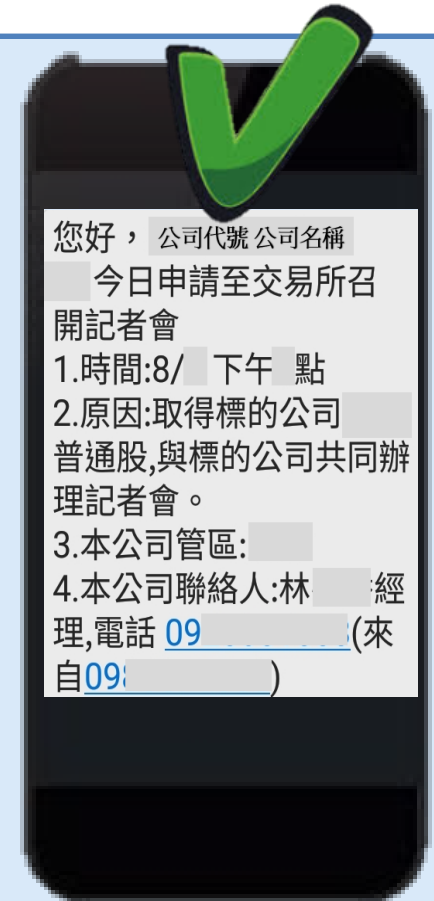 您好，公司代號 公司名稱
今日申請至交易所召
開記者會
1.時間:8/ 下午 點
2.原因:取得標的公司
普通股,與標的公司共同辦
理記者會。
3.本公司管區:
4.本公司聯絡人:林 經
理,電話 09 (來
自098 )